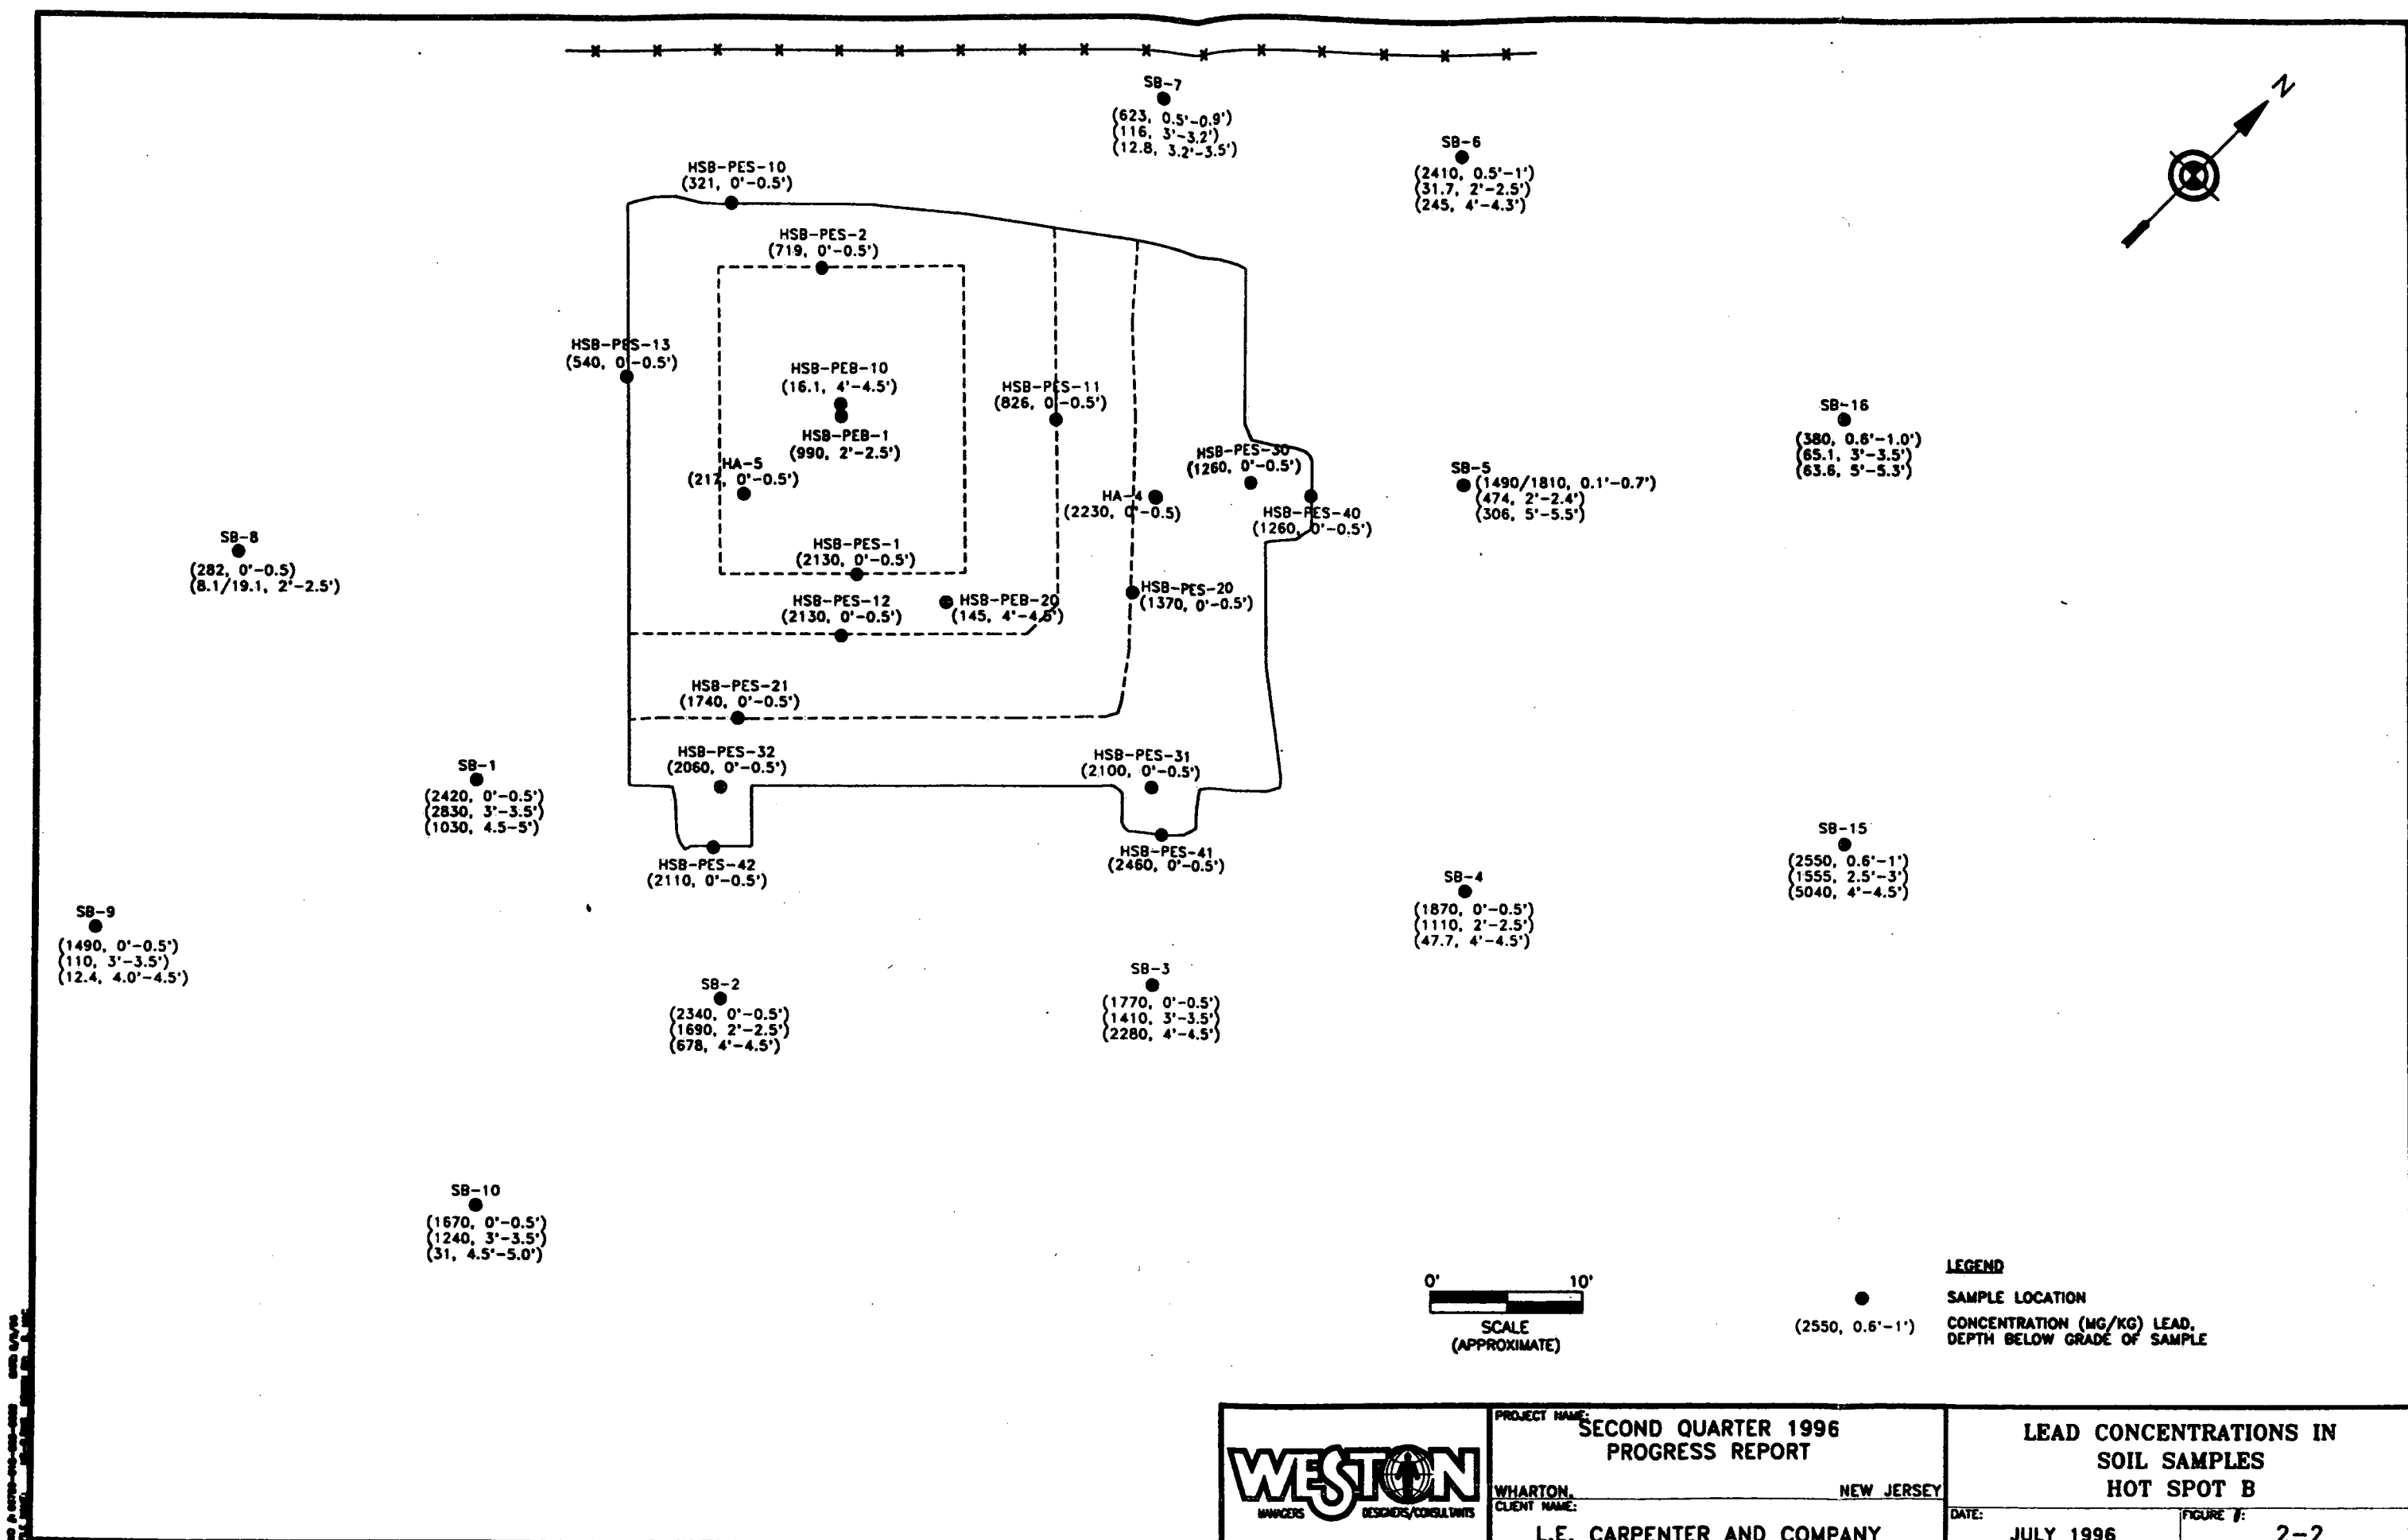 SB-7
(623, 0.5'-0.9')
(116, 3'-3.2')
(12.8, 3.2'-3.5')
SB-6
(2410, 0.5'-1')
(31.7, 2'-2.5')
(245, 4'-4.3')
N
HSB-PES-10
(321, 0'-0.5')
HSB-PES-2
(719, 0'-0.5')
HSB-PES-13
(540, 0'-0.5')
HSB-PEB-10
(16.1, 4'-4.5')
HSB-PEB-1
(990, 2'-2.5')
HSB-PES-11
(826, 0'-0.5')
HA-5
(217, 0'-0.5')
HSB-PES-30
(1260, 0'-0.5')
HA-4
(2230, 0'-0.5)
HSB-PES-40
(1260, 0'-0.5')
SB-5
(1490/1810, 0.1'-0.7')
(474, 2'-2.4')
(306, 5'-5.5')
SB-16
(380, 0.6'-1.0')
(65.1, 3'-3.5')
(63.6, 5'-5.3')
SB-8
(282, 0'-0.5)
(8.1/19.1, 2'-2.5')
HSB-PES-1
(2130, 0'-0.5')
HSB-PES-12
(2130, 0'-0.5')
HSB-PEB-20
(145, 4'-4.5')
HSB-PES-20
(1370, 0'-0.5')
HSB-PES-21
(1740, 0'-0.5')
HSB-PES-32
(2060, 0'-0.5')
HSB-PES-31
(2100, 0'-0.5')
SB-1
(2420, 0'-0.5')
(2830, 3'-3.5')
(1030, 4.5-5')
HSB-PES-42
(2110, 0'-0.5')
HSB-PES-41
(2460, 0'-0.5')
SB-15
(2550, 0.6'-1')
(1555, 2.5'-3')
(5040, 4'-4.5')
SB-4
(1870, 0'-0.5')
(1110, 2'-2.5')
(47.7, 4'-4.5')
SB-9
(1490, 0'-0.5')
(110, 3'-3.5')
(12.4, 4.0'-4.5')
SB-2
(2340, 0'-0.5')
(1690, 2'-2.5')
(678, 4'-4.5')
SB-3
(1770, 0'-0.5')
(1410, 3'-3.5')
(2280, 4'-4.5')
SB-10
(1670, 0'-0.5')
(1240, 3'-3.5')
(31, 4.5'-5.0')
0' 10'
SCALE
(APPROXIMATE)
LEGEND
SAMPLE LOCATION
(2550, 0.6'-1')
CONCENTRATION (MG/KG) LEAD,
DEPTH BELOW GRADE OF SAMPLE
WESTON
MANAGERS DESIGNERS/CONSULTANTS
PROJECT NAME:
SECOND QUARTER 1996
PROGRESS REPORT
WHARTON, NEW JERSEY
CLIENT NAME:
L.E. CARPENTER AND COMPANY
LEAD CONCENTRATIONS IN
SOIL SAMPLES
HOT SPOT B
DATE:
JULY 1996
FIGURE #:
2-2